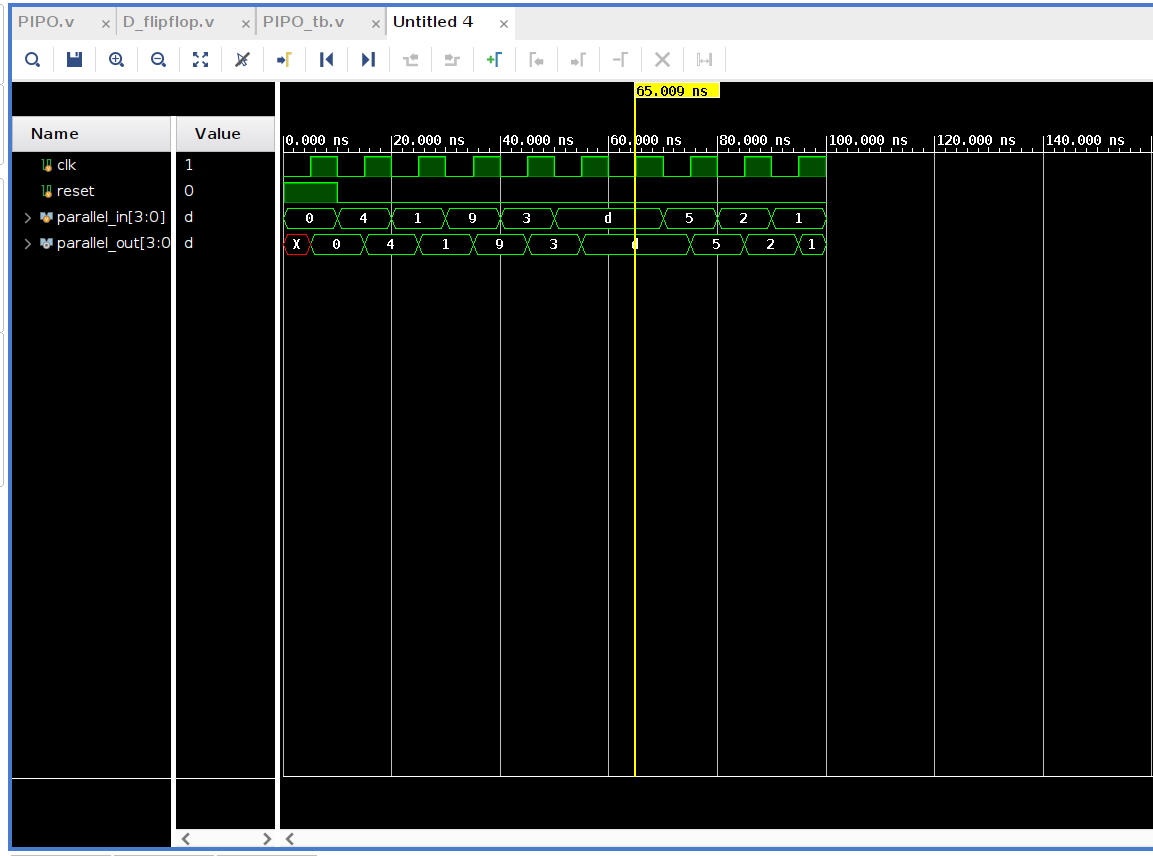 PIPO.v × D_flipflop.v × PIPO_tb.v × Untitled 4 ×
65.009 ns
Name Value
0.000 ns 20.000 ns 40.000 ns 60.000 ns 80.000 ns 100.000 ns 120.000 ns 140.000 ns
clk 1
reset 0
parallel_in[3:0] d 0 4 1 9 3 d 5 2 1
parallel_out[3:0 d X 0 4 1 9 3 d 5 2 1